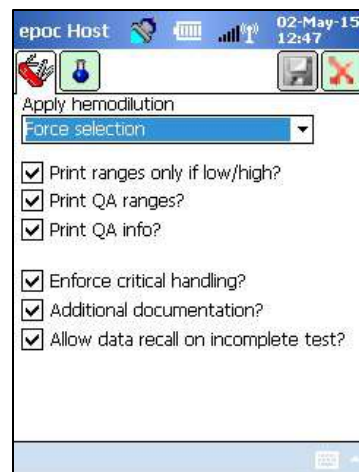 epoc Host
02-May-15
12:47
Apply hemodilution
Force selection
Print ranges only if low/high?
Print QA ranges?
Print QA info?
Enforce critical handling?
Additional documentation?
Allow data recall on incomplete test?